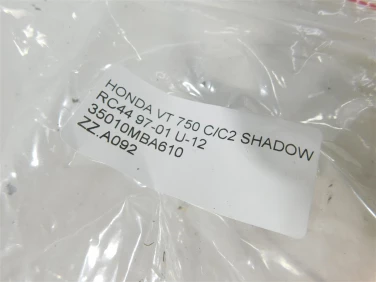 HONDA VT 750 C/C2 SHADOW
RC44 97-01 U-12
35010MBA610
ZZ.A092